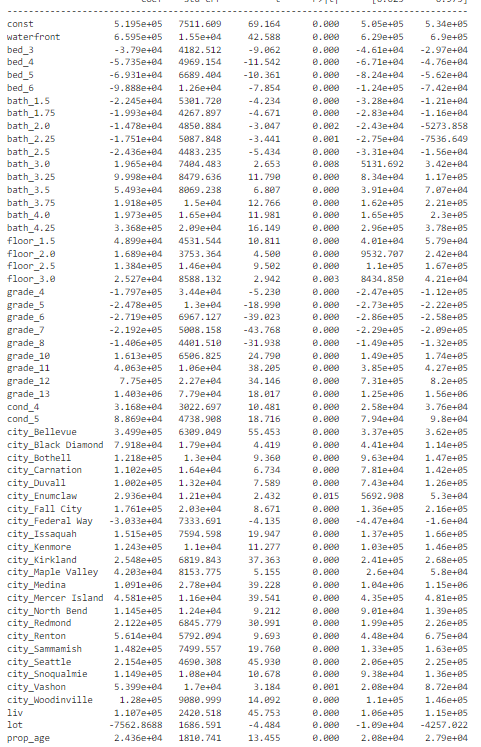 const 5.195e+05 7511.609 69.164 0.000 5.05e+05 5.34e+05
waterfront 6.595e+05 1.55e+04 42.588 0.000 6.29e+05 6.9e+05
bed_3 -3.79e+04 4182.512 -9.062 0.000 -4.61e+04 -2.97e+04
bed_4 -5.735e+04 4969.154 -11.542 0.000 -6.71e+04 -4.76e+04
bed_5 -6.931e+04 6689.404 -10.361 0.000 -8.24e+04 -5.62e+04
bed_6 -9.888e+04 1.26e+04 -7.854 0.000 -1.24e+05 -7.42e+04
bath_1.5 -2.245e+04 5301.720 -4.234 0.000 -3.28e+04 -1.21e+04
bath_1.75 -1.993e+04 4267.897 -4.671 0.000 -2.83e+04 -1.16e+04
bath_2.0 -1.478e+04 4850.884 -3.047 0.002 -2.43e+04 -5273.858
bath_2.25 -1.751e+04 5087.848 -3.441 0.001 -2.75e+04 -7536.649
bath_2.5 -2.436e+04 4483.235 -5.434 0.000 -3.31e+04 -1.56e+04
bath_3.0 1.965e+04 7404.483 2.653 0.008 5131.692 3.42e+04
bath_3.25 9.998e+04 8479.636 11.790 0.000 8.34e+04 1.17e+05
bath_3.5 5.493e+04 8069.238 6.807 0.000 3.91e+04 7.07e+04
bath_3.75 1.918e+05 1.5e+04 12.766 0.000 1.62e+05 2.21e+05
bath_4.0 1.973e+05 1.65e+04 11.981 0.000 1.65e+05 2.3e+05
bath_4.25 3.368e+05 2.09e+04 16.149 0.000 2.96e+05 3.78e+05
floor_1.5 4.899e+04 4531.544 10.811 0.000 4.01e+04 5.79e+04
floor_2.0 1.689e+04 3753.364 4.500 0.000 9532.707 2.42e+04
floor_2.5 1.384e+05 1.46e+04 9.502 0.000 1.1e+05 1.67e+05
floor_3.0 2.527e+04 8588.132 2.942 0.003 8434.850 4.21e+04
grade_4 -1.797e+05 3.44e+04 -5.230 0.000 -2.47e+05 -1.12e+05
grade_5 -2.478e+05 1.3e+04 -18.990 0.000 -2.73e+05 -2.22e+05
grade_6 -2.719e+05 6967.127 -39.023 0.000 -2.86e+05 -2.58e+05
grade_7 -2.192e+05 5008.158 -43.768 0.000 -2.29e+05 -2.09e+05
grade_8 -1.406e+05 4401.510 -31.938 0.000 -1.49e+05 -1.32e+05
grade_10 1.613e+05 6506.825 24.790 0.000 1.49e+05 1.74e+05
grade_11 4.063e+05 1.06e+04 38.205 0.000 3.85e+05 4.27e+05
grade_12 7.75e+05 2.27e+04 34.146 0.000 7.31e+05 8.2e+05
grade_13 1.403e+06 7.79e+04 18.017 0.000 1.25e+06 1.56e+06
cond_4 3.168e+04 3022.697 10.481 0.000 2.58e+04 3.76e+04
cond_5 8.869e+04 4738.908 18.716 0.000 7.94e+04 9.8e+04
city_Bellevue 3.499e+05 6309.049 55.453 0.000 3.37e+05 3.62e+05
city_Black Diamond 7.918e+04 1.79e+04 4.419 0.000 4.41e+04 1.14e+05
city_Bothell 1.218e+05 1.3e+04 9.360 0.000 9.63e+04 1.47e+05
city_Carnation 1.102e+05 1.64e+04 6.734 0.000 7.81e+04 1.42e+05
city_Duvall 1.002e+05 1.32e+04 7.589 0.000 7.43e+04 1.26e+05
city_Enumclaw 2.936e+04 1.21e+04 2.432 0.015 5692.908 5.3e+04
city_Fall City 1.761e+05 2.03e+04 8.671 0.000 1.36e+05 2.16e+05
city_Federal Way -3.033e+04 7333.691 -4.135 0.000 -4.47e+04 -1.6e+04
city_Issaquah 1.515e+05 7594.598 19.947 0.000 1.37e+05 1.66e+05
city_Kenmore 1.243e+05 1.1e+04 11.277 0.000 1.03e+05 1.46e+05
city_Kirkland 2.548e+05 6819.843 37.363 0.000 2.41e+05 2.68e+05
city_Maple Valley 4.203e+04 8153.775 5.155 0.000 2.6e+04 5.8e+04
city_Medina 1.091e+06 2.78e+04 39.228 0.000 1.04e+06 1.15e+06
city_Mercer Island 4.581e+05 1.16e+04 39.541 0.000 4.35e+05 4.81e+05
city_North Bend 1.145e+05 1.24e+04 9.212 0.000 9.01e+04 1.39e+05
city_Redmond 2.122e+05 6845.779 30.991 0.000 1.99e+05 2.26e+05
city_Renton 5.614e+04 5792.094 9.693 0.000 4.48e+04 6.75e+04
city_Sammamish 1.482e+05 7499.557 19.760 0.000 1.33e+05 1.63e+05
city_Seattle 2.154e+05 4690.308 45.930 0.000 2.06e+05 2.25e+05
city_Snoqualmie 1.149e+05 1.08e+04 10.678 0.000 9.38e+04 1.36e+05
city_Vashon 5.399e+04 1.7e+04 3.184 0.001 2.08e+04 8.72e+04
city_Woodinville 1.28e+05 9080.999 14.092 0.000 1.1e+05 1.46e+05
liv 1.107e+05 2420.518 45.753 0.000 1.06e+05 1.15e+05
lot -7562.8688 1686.591 -4.484 0.000 -1.09e+04 -4257.022
prop_age 2.436e+04 1810.741 13.455 0.000 2.08e+04 2.79e+04